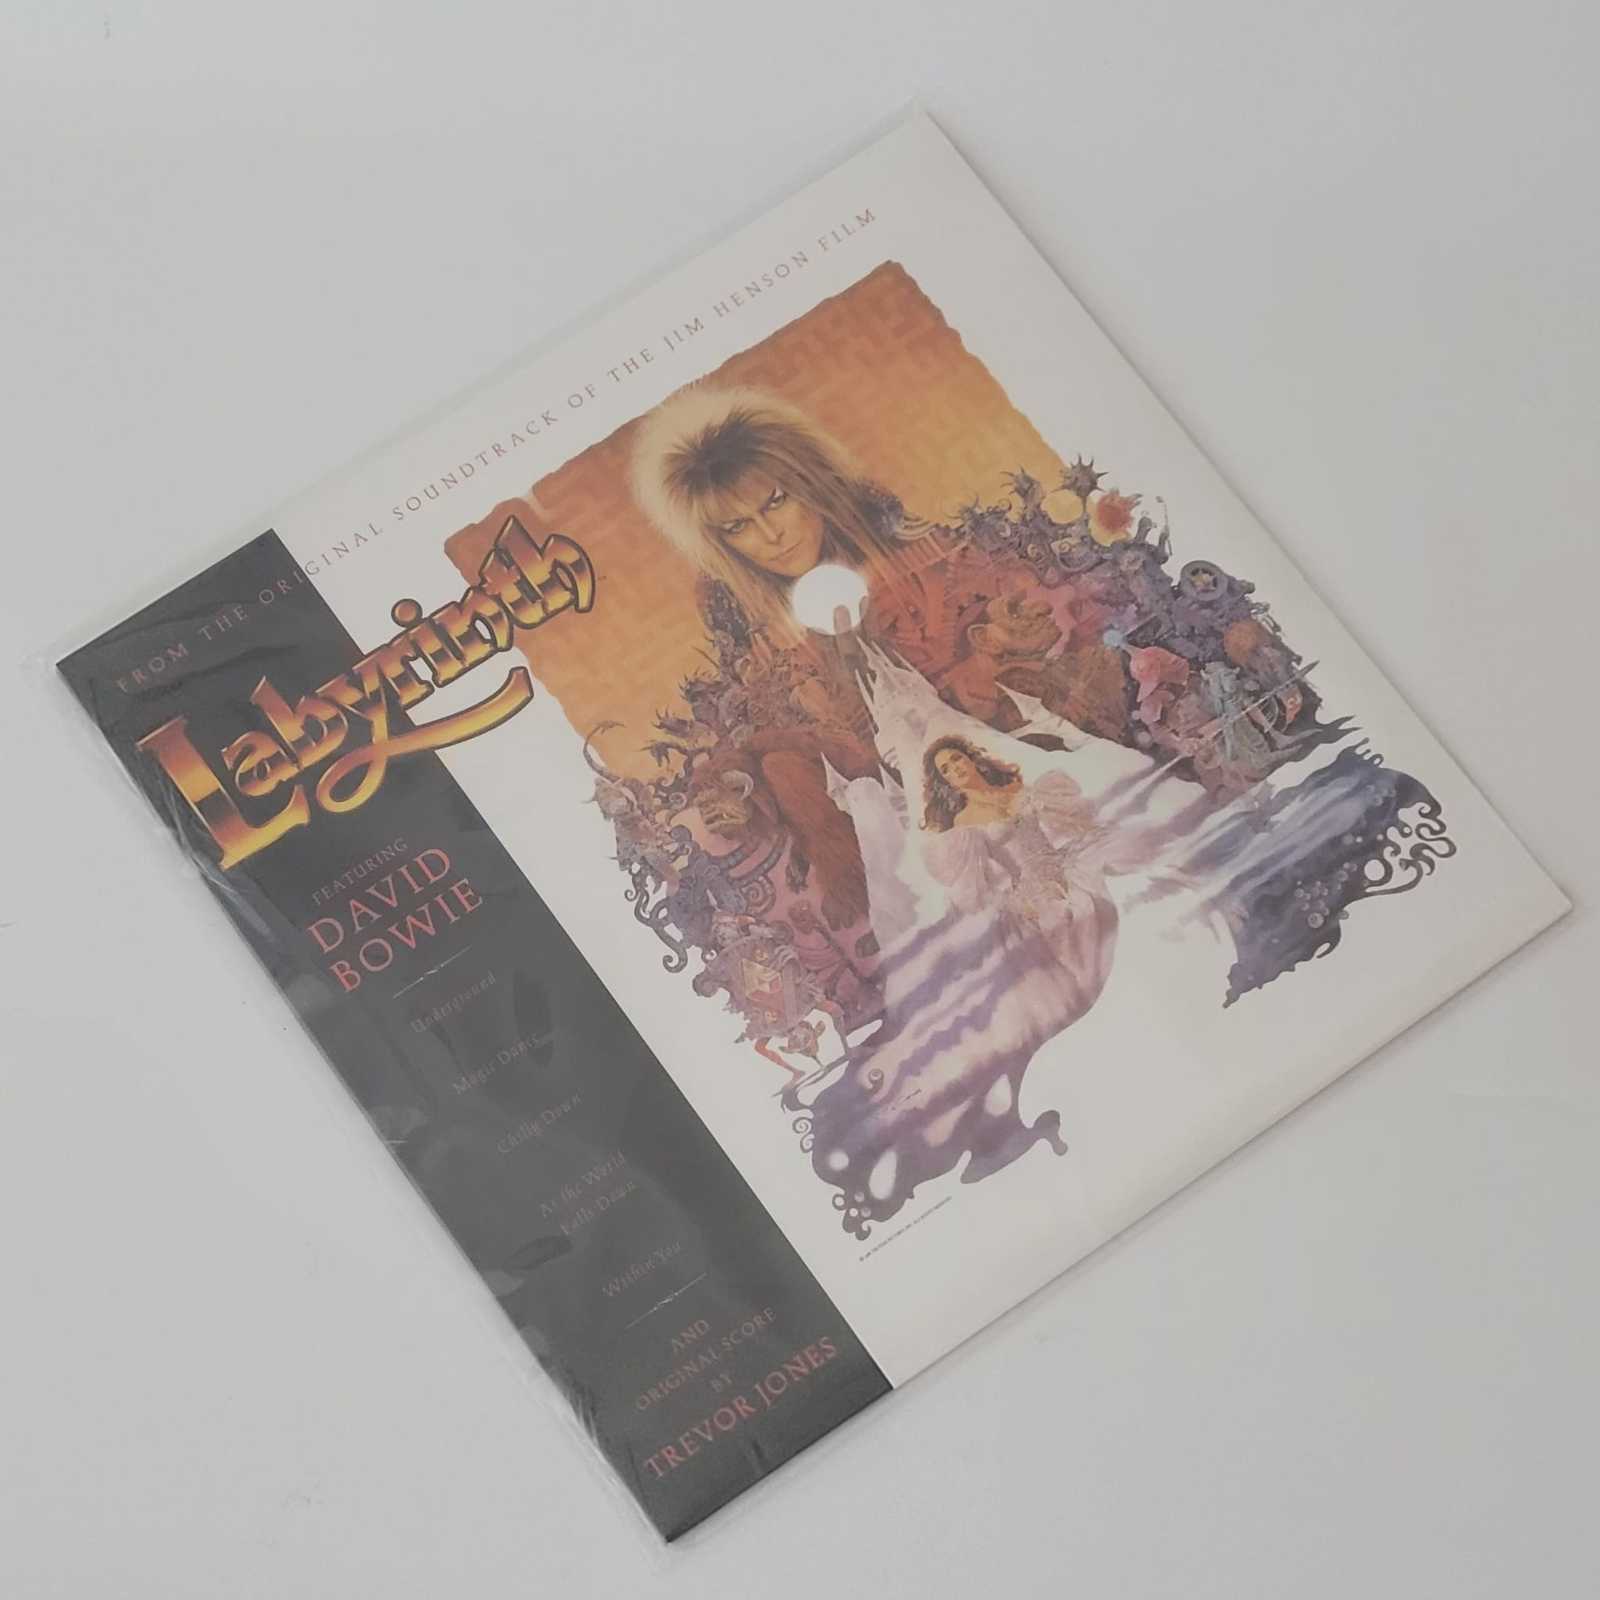 FROM THE ORIGINAL SOUNDTRACK OF THE JIM HENSON FILM
Labyrinth
FEATURING
DAVID
BOWIE
Underground
Magic Dance
Chilly Down
As the World
Falls Down
Within You
AND
ORIGINAL SCORE
BY
TREVOR JONES